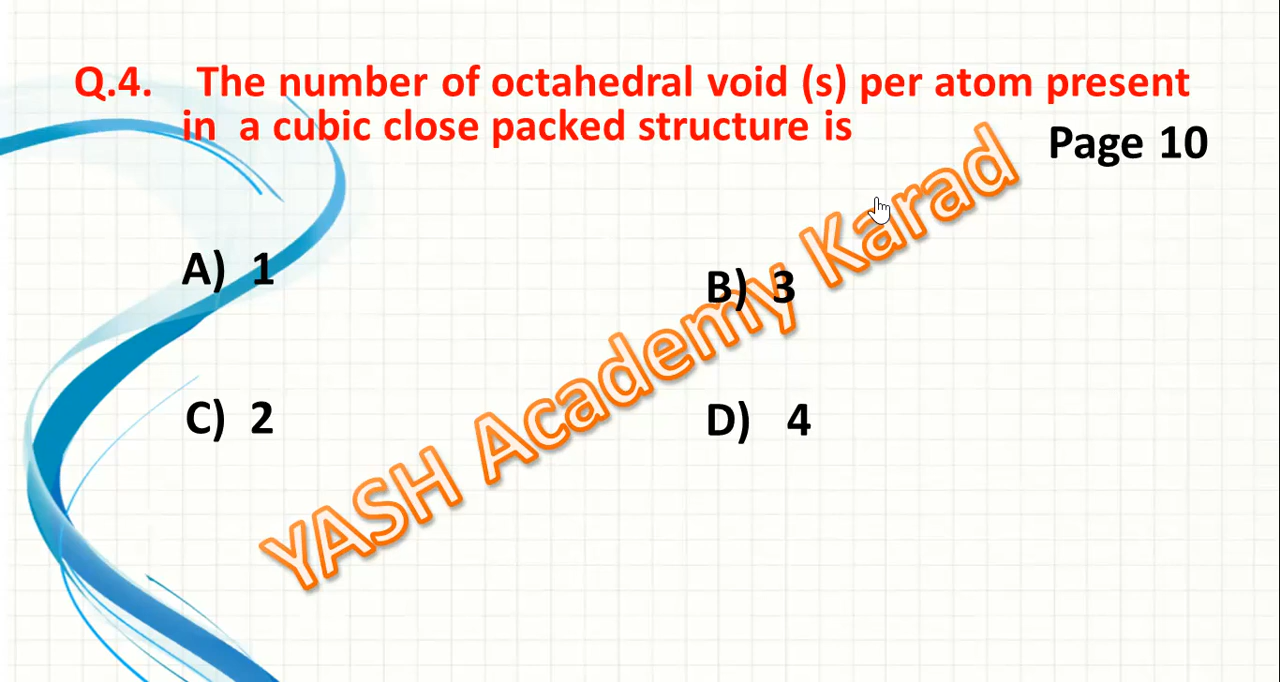 Q.4. The number of octahedral void (s) per atom present
in a cubic close packed structure is
Page 10
A) 1
B) 3
C) 2
D) 4
YASH Academy Karad